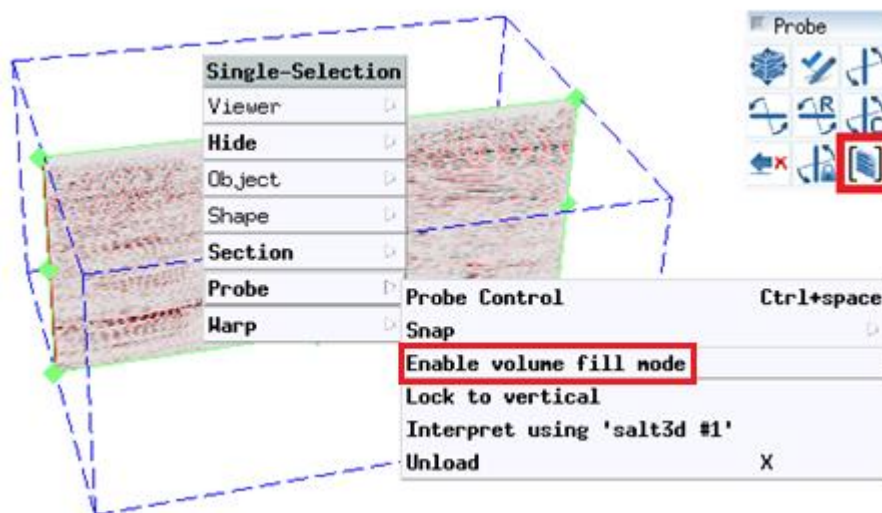 Probe
R
Single-Selection
Viewer
Hide
Object
Shape
Section
Probe
Warp
Probe Control Ctrl+space
Snap
Enable volume fill mode
Lock to vertical
Interpret using 'salt3d #1'
Unload X